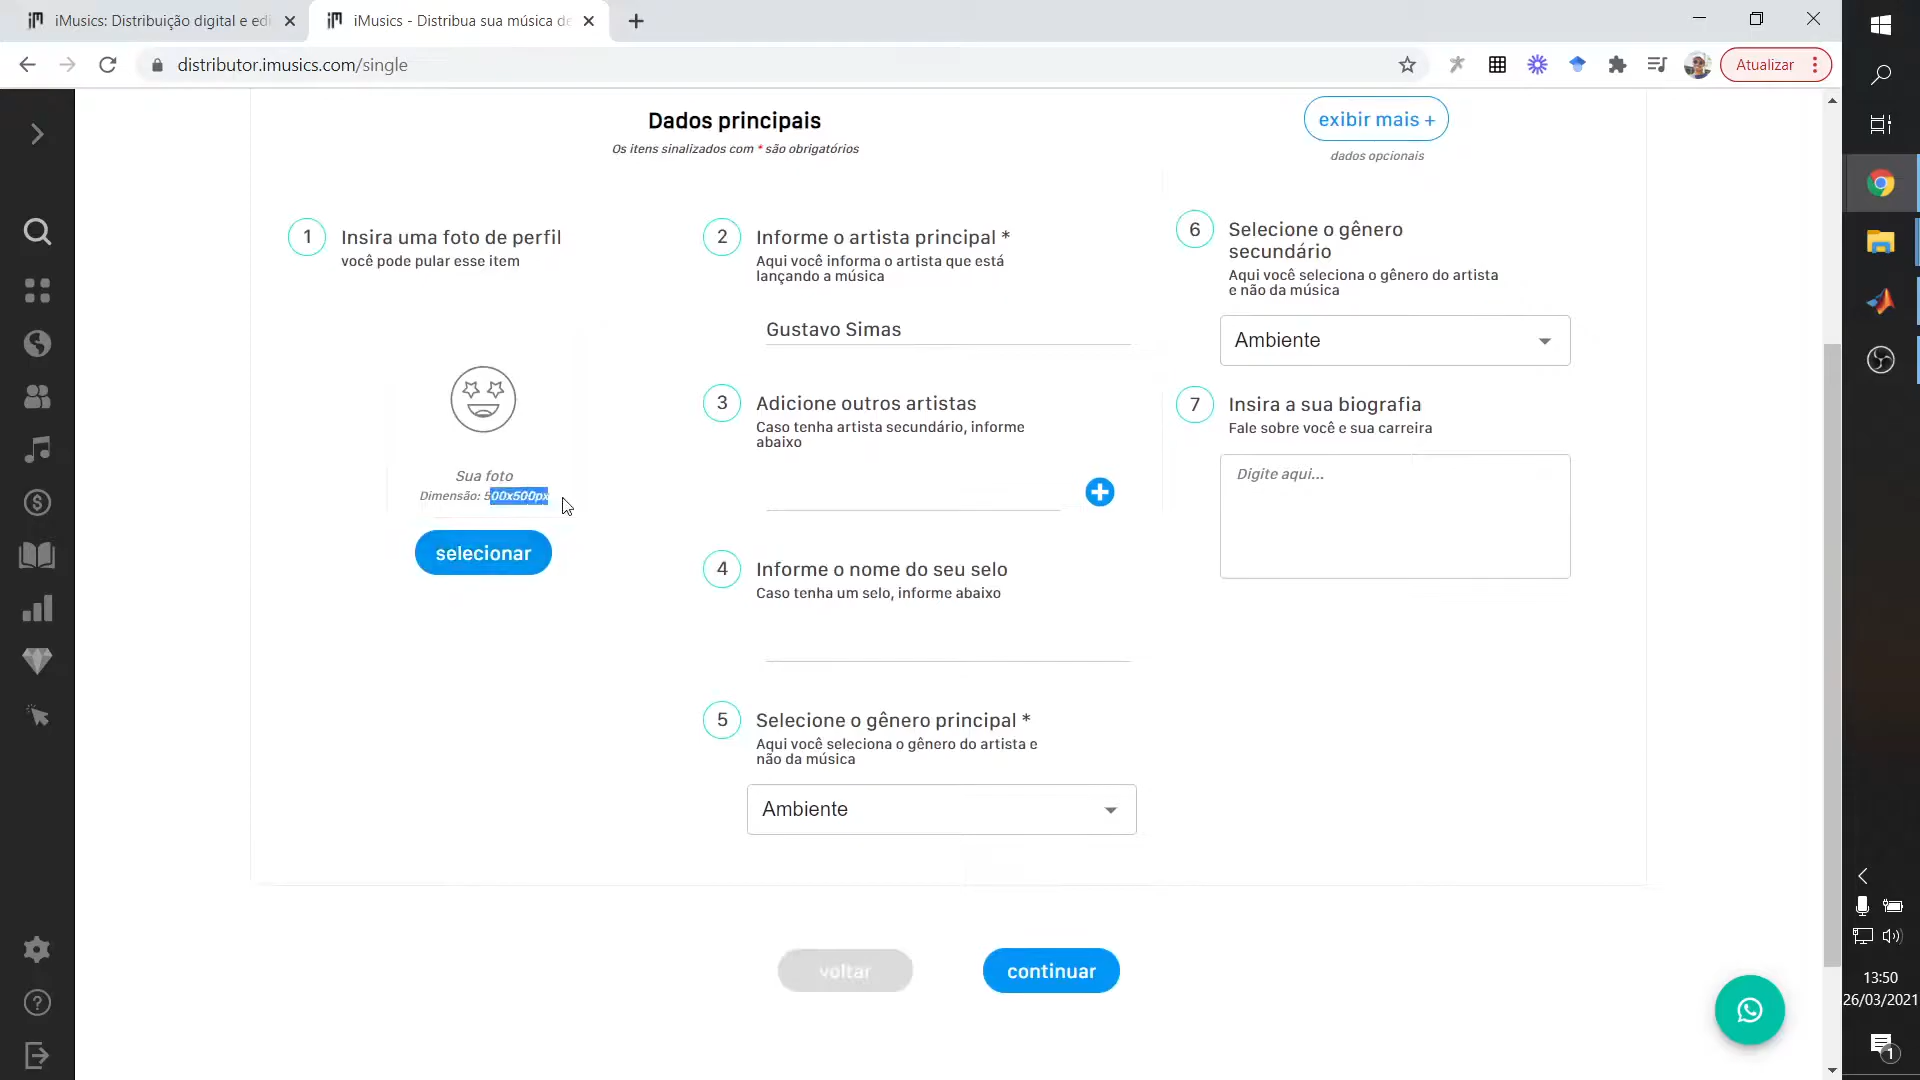 iMusics: Distribuição digital e edi
iMusics - Distribua sua música de
distributor.imusics.com/single
Atualizar
Dados principais
Os itens sinalizados com * são obrigatórios
exibir mais +
dados opcionais
1
Insira uma foto de perfil
você pode pular esse item
Sua foto
Dimensão: 500x500px
selecionar
2
Informe o artista principal *
Aqui você informa o artista que está
lançando a música
Gustavo Simas
3
Adicione outros artistas
Caso tenha artista secundário, informe
abaixo
4
Informe o nome do seu selo
Caso tenha um selo, informe abaixo
5
Selecione o gênero principal *
Aqui você seleciona o gênero do artista e
não da música
Ambiente
6
Selecione o gênero
secundário
Aqui você seleciona o gênero do artista
e não da música
Ambiente
7
Insira a sua biografia
Fale sobre você e sua carreira
Digite aqui...
voltar
continuar
13:50
26/03/2021
1